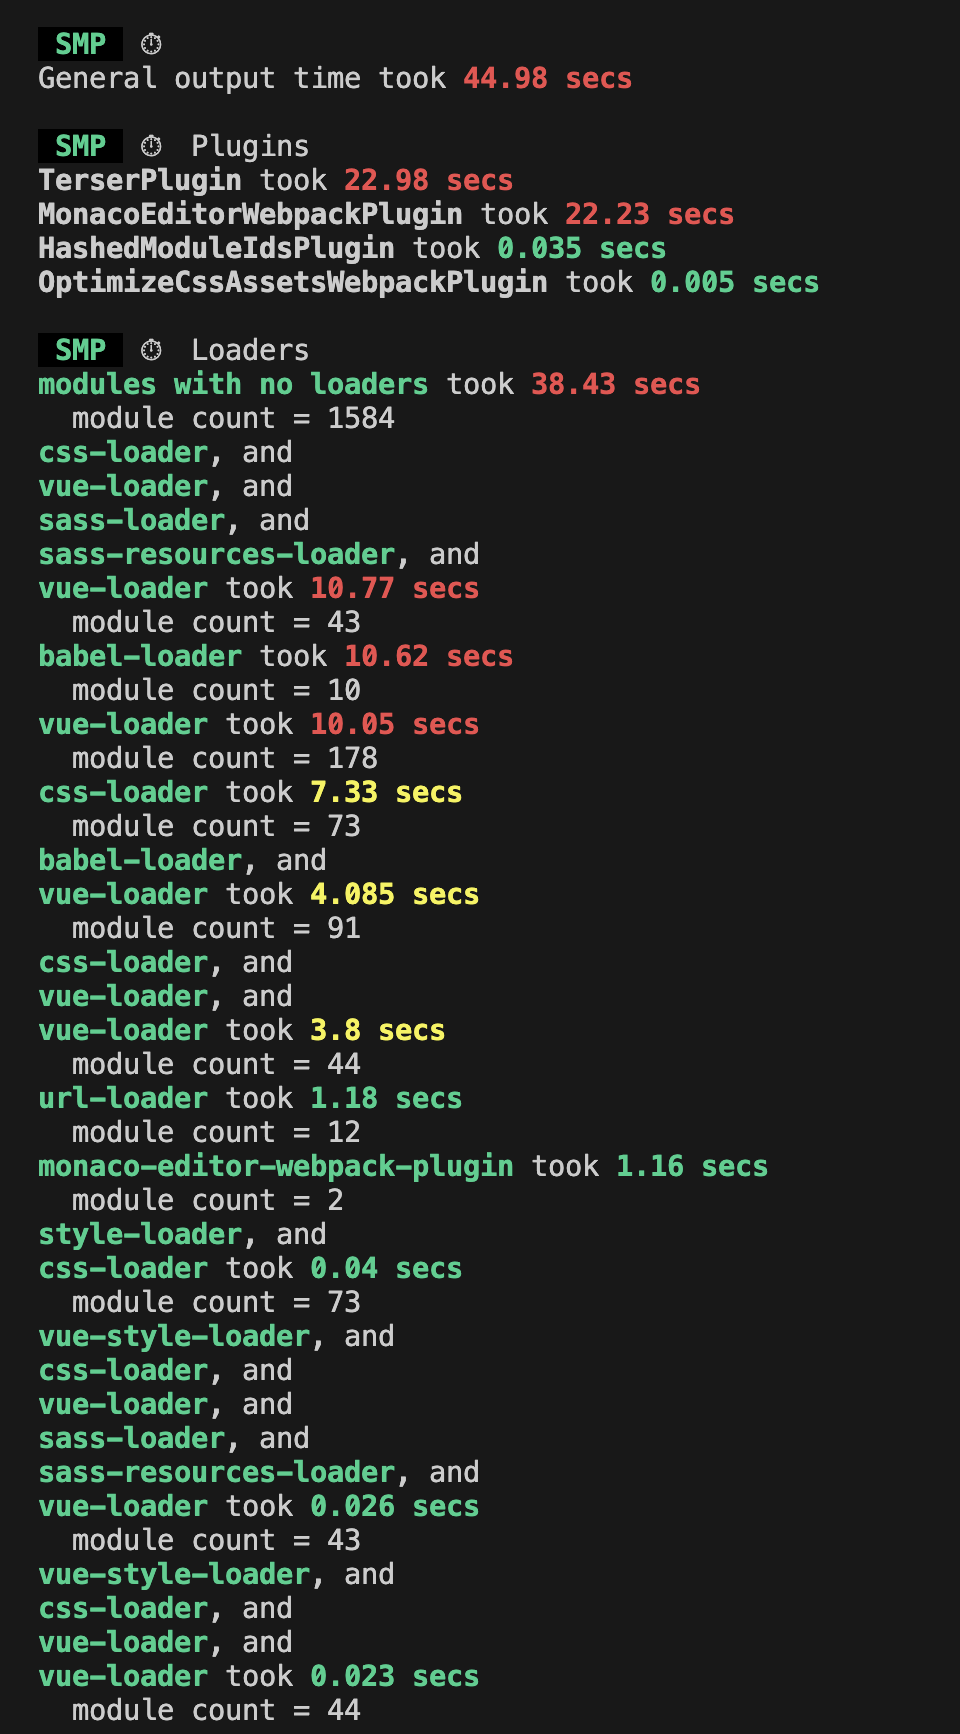 SMP ⏱
General output time took 44.98 secs
SMP ⏱ Plugins
TerserPlugin took 22.98 secs
MonacoEditorWebpackPlugin took 22.23 secs
HashedModuleIdsPlugin took 0.035 secs
OptimizeCssAssetsWebpackPlugin took 0.005 secs
SMP ⏱ Loaders
modules with no loaders took 38.43 secs
module count = 1584
css-loader, and
vue-loader, and
sass-loader, and
sass-resources-loader, and
vue-loader took 10.77 secs
module count = 43
babel-loader took 10.62 secs
module count = 10
vue-loader took 10.05 secs
module count = 178
css-loader took 7.33 secs
module count = 73
babel-loader, and
vue-loader took 4.085 secs
module count = 91
css-loader, and
vue-loader, and
vue-loader took 3.8 secs
module count = 44
url-loader took 1.18 secs
module count = 12
monaco-editor-webpack-plugin took 1.16 secs
module count = 2
style-loader, and
css-loader took 0.04 secs
module count = 73
vue-style-loader, and
css-loader, and
vue-loader, and
sass-loader, and
sass-resources-loader, and
vue-loader took 0.026 secs
module count = 43
vue-style-loader, and
css-loader, and
vue-loader, and
vue-loader took 0.023 secs
module count = 44